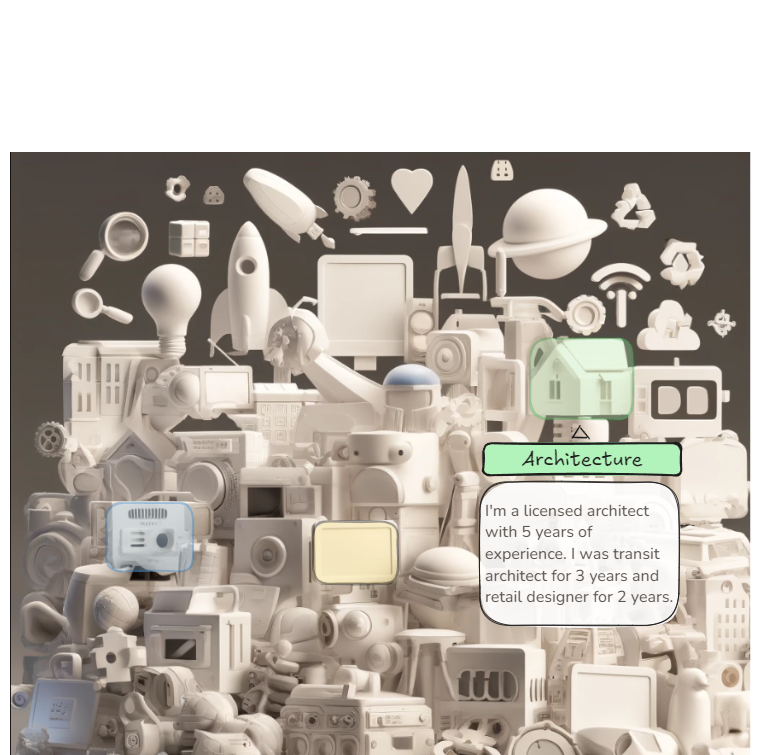 Architecture
I'm a licensed architect
with 5 years of
experience. I was transit
architect for 3 years and
retail designer for 2 years.